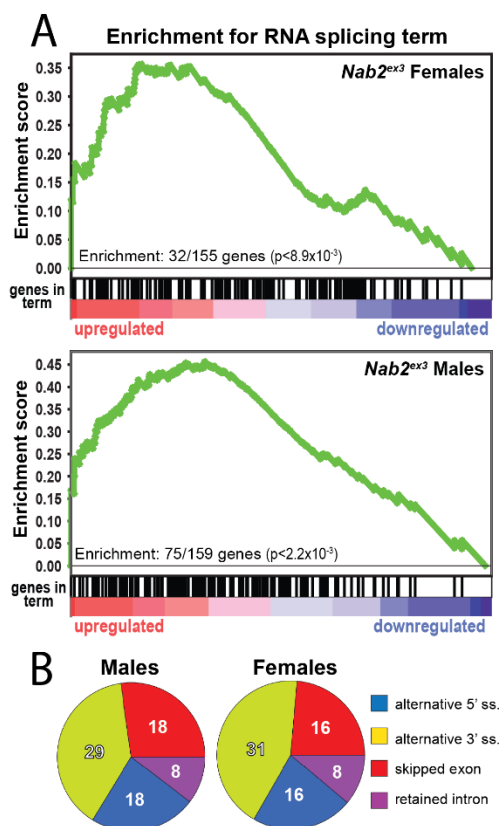 A
Enrichment for RNA splicing term
Nab2ex3 Females
Enrichment score
0.35
0.30
0.25
0.20
0.15
0.10
0.05
0.00
Enrichment: 32/155 genes (p<8.9x10-3)
genes in
term
upregulated
downregulated
Nab2ex3 Males
Enrichment score
0.45
0.40
0.35
0.30
0.25
0.20
0.15
0.10
0.05
0.00
Enrichment: 75/159 genes (p<2.2x10-3)
genes in
term
upregulated
downregulated
B
Males
Females
29
18
8
18
31
16
8
16
alternative 5' ss.
alternative 3' ss.
skipped exon
retained intron